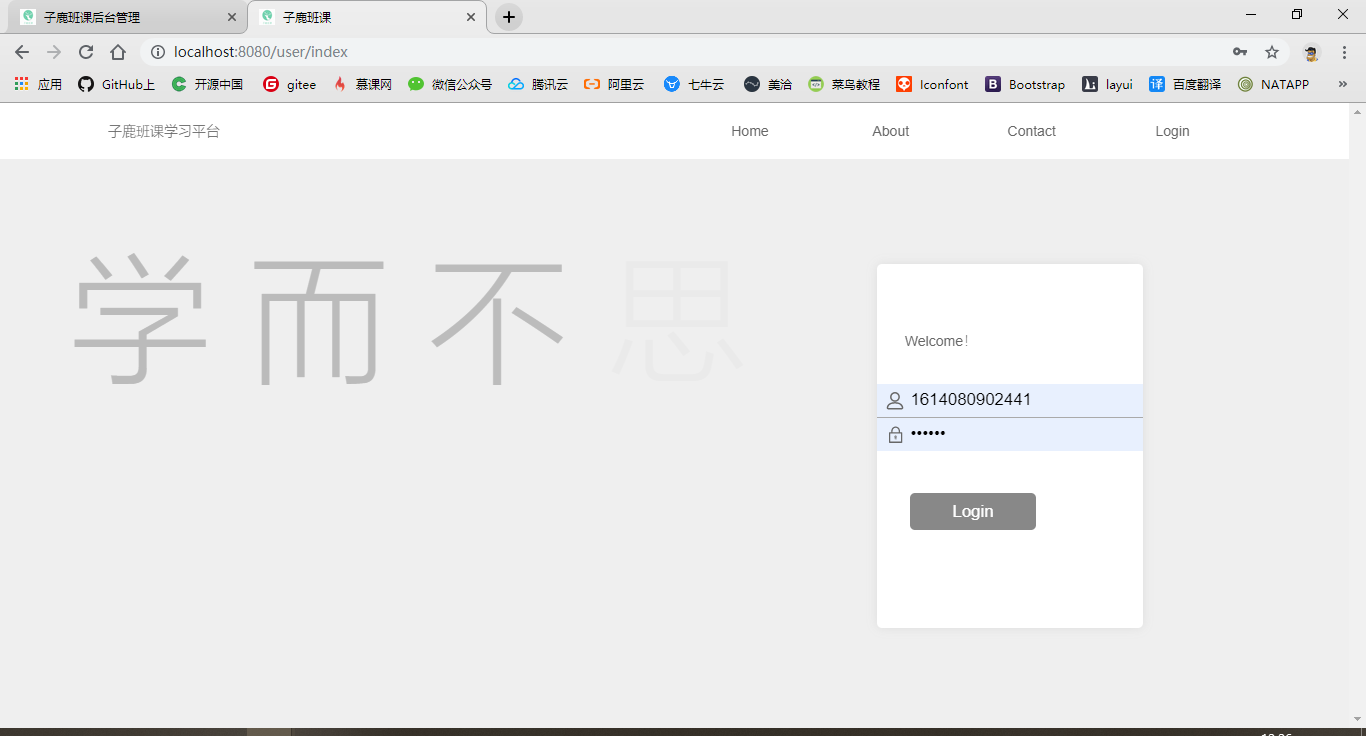 子鹿班课后台管理
子鹿班课
localhost:8080/user/index
应用 GitHub上 开源中国 gitee 慕课网 微信公众号 腾讯云 阿里云 七牛云 美洽 菜鸟教程 Iconfont Bootstrap layui 百度翻译 NATAPP »
子鹿班课学习平台 Home About Contact Login
学而不思
Welcome!
1614080902441
••••••
Login